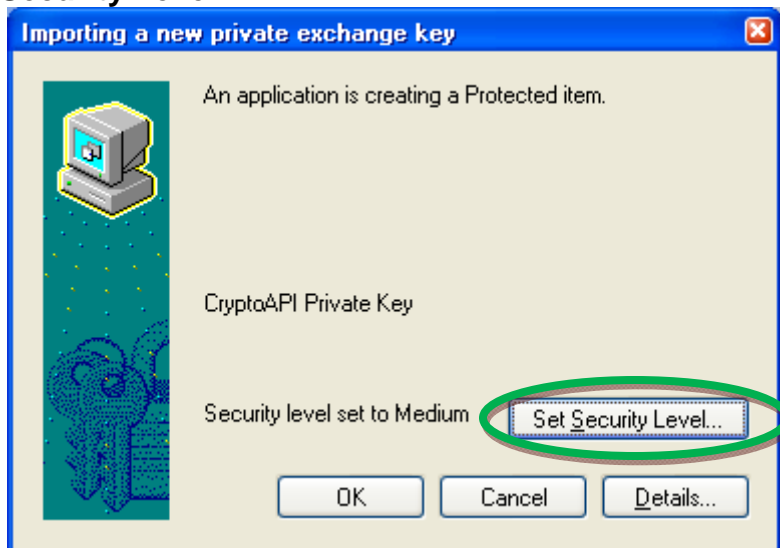 Importing a new private exchange key
An application is creating a Protected item.
CryptoAPI Private Key
Security level set to Medium
Set Security Level...
OK
Cancel
Details...